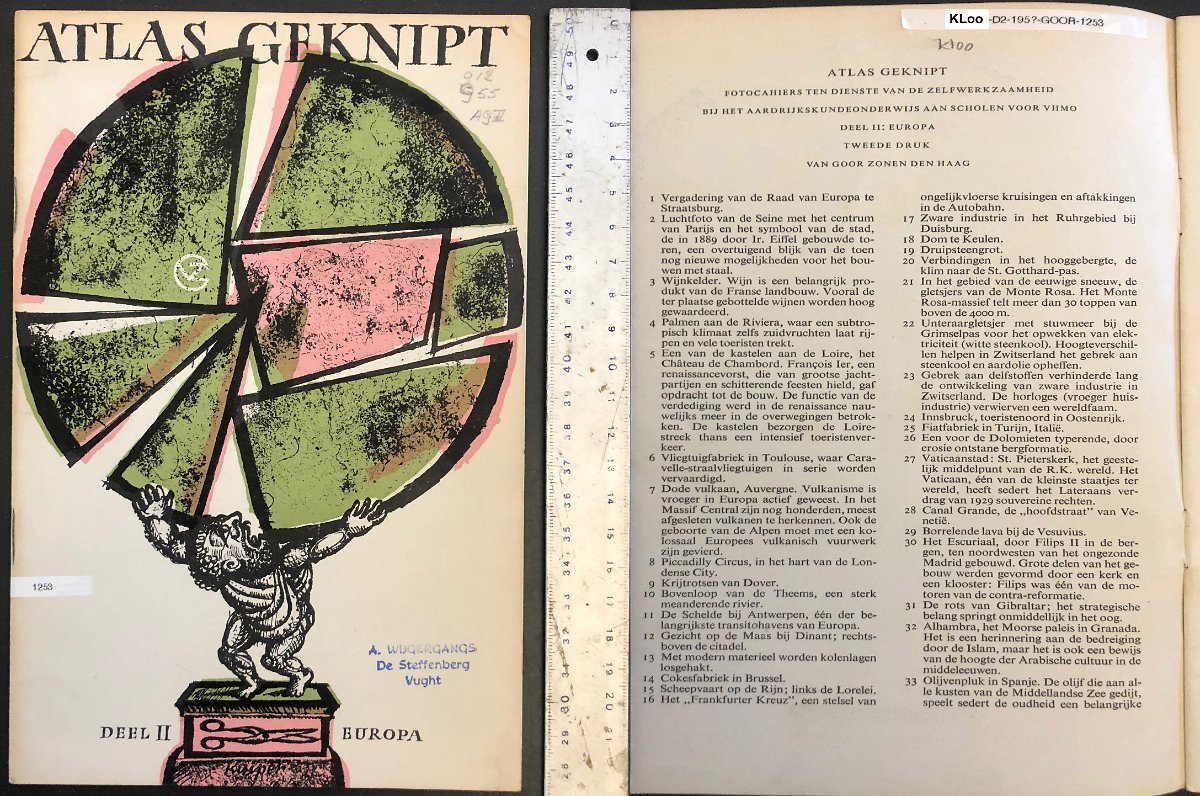 ATLAS GEKNIPT
912
955
A. WIJGERGANGS
De Steffenberg
Vught
1253
DEEL II
EUROPA
KLoo-D2-195?-GOOR-1253
Kloo
ATLAS GEKNIPT
FOTOCAHIERS TEN DIENSTE VAN DE ZELFWERKZAAMHEID
BIJ HET AARDRIJKSKUNDEONDERWIJS AAN SCHOLEN VOOR VHMO
DEEL II: EUROPA
TWEEDE DRUK
VAN GOOR ZONEN DEN HAAG
1 Vergadering van de Raad van Europa te
Straatsburg.
2 Luchtfoto van de Seine met het centrum
van Parijs en het symbool van de stad,
de in 1889 door Ir. Eiffel gebouwde to-
ren, een overtuigend blijk van de toen
nog nieuwe mogelijkheden voor het bou-
wen met staal.
3 Wijnkelder. Wijn is een belangrijk pro-
dukt van de Franse landbouw. Vooral de
ter plaatse gebottelde wijnen worden hoog
gewaardeerd.
4 Palmen aan de Riviera, waar een subtro-
pisch klimaat zelfs zuidvruchten laat rij-
pen en vele toeristen trekt.
5 Een van de kastelen aan de Loire, het
Château de Chambord. François Ier, een
renaissancevorst, die van grootse jacht-
partijen en schitterende feesten hield, gaf
opdracht tot de bouw. De functie van de
verdediging werd in de renaissance nau-
welijks meer in de overwegingen betrok-
ken. De kastelen bezorgen de Loire-
streek thans een intensief toeristenver-
keer.
6 Vliegtuigfabriek in Toulouse, waar Cara-
velle-straalvliegtuigen in serie worden
vervaardigd.
7 Dode vulkaan, Auvergne. Vulkanisme is
vroeger in Europa actief geweest. In het
Massif Central zijn nog honderden, meest
afgesleten vulkanen te herkennen. Ook de
geboorte van de Alpen moet met een ko-
lossaal Europees vulkanisch vuurwerk
zijn gevierd.
8 Piccadilly Circus, in het hart van de Lon-
dense City.
9 Krijtrotsen van Dover.
10 Bovenloop van de Theems, een sterk
meanderende rivier.
11 De Schelde bij Antwerpen, één der be-
langrijkste transitohavens van Europa.
12 Gezicht op de Maas bij Dinant; rechts-
boven de citadel.
13 Met modern materieel worden kolenlagen
losgehakt.
14 Cokesfabriek in Brussel.
15 Scheepvaart op de Rijn; links de Lorelei.
16 Het „Frankfurter Kreuz”, een stelsel van
ongelijkvloerse kruisingen en aftakkingen
in de Autobahn.
17 Zware industrie in het Ruhrgebied bij
Duisburg.
18 Dom te Keulen.
19 Druipsteengrot.
20 Verbindingen in het hooggebergte, de
klim naar de St. Gotthard-pas.
21 In het gebied van de eeuwige sneeuw, de
gletsjers van de Monte Rosa. Het Monte
Rosa-massief telt meer dan 30 toppen van
boven de 4000 m.
22 Unteraargletsjer met stuwmeer bij de
Grimselpas voor het opwekken van elek-
triciteit (witte steenkool). Hoogteverschil-
len helpen in Zwitserland het gebrek aan
steenkool en aardolie opheffen.
23 Gebrek aan delfstoffen verhinderde lang
de ontwikkeling van zware industrie in
Zwitserland. De horloges (vroeger huis-
industrie) verwierven een wereldfaam.
24 Innsbruck, toeristenoord in Oostenrijk.
25 Fiatfabriek in Turijn, Italië.
26 Een voor de Dolomieten typerende, door
erosie ontstane bergformatie.
27 Vaticaanstad: St. Pieterskerk, het geeste-
lijk middelpunt van de R.K. wereld. Het
Vaticaan, één van de kleinste staatjes ter
wereld, heeft sedert het Lateraans ver-
drag van 1929 souvereine rechten.
28 Canal Grande, de „hoofdstraat” van Ve-
netië.
29 Borrelende lava bij de Vesuvius.
30 Het Escuriaal, door Filips II in de ber-
gen, ten noordwesten van het ongezonde
Madrid gebouwd. Grote delen van het ge-
bouw werden gevormd door een kerk en
een klooster: Filips was één van de mo-
toren van de contra-reformatie.
31 De rots van Gibraltar; het strategische
belang springt onmiddellijk in het oog.
32 Alhambra, het Moorse paleis in Granada.
Het is een herinnering aan de bedreiging
door de Islam, maar het is ook een bewijs
van de hoogte der Arabische cultuur in de
middeleeuwen.
33 Olijvenpluk in Spanje. De olijf die aan al-
le kusten van de Middellandse Zee gedijt,
speelt sedert de oudheid een belangrijke